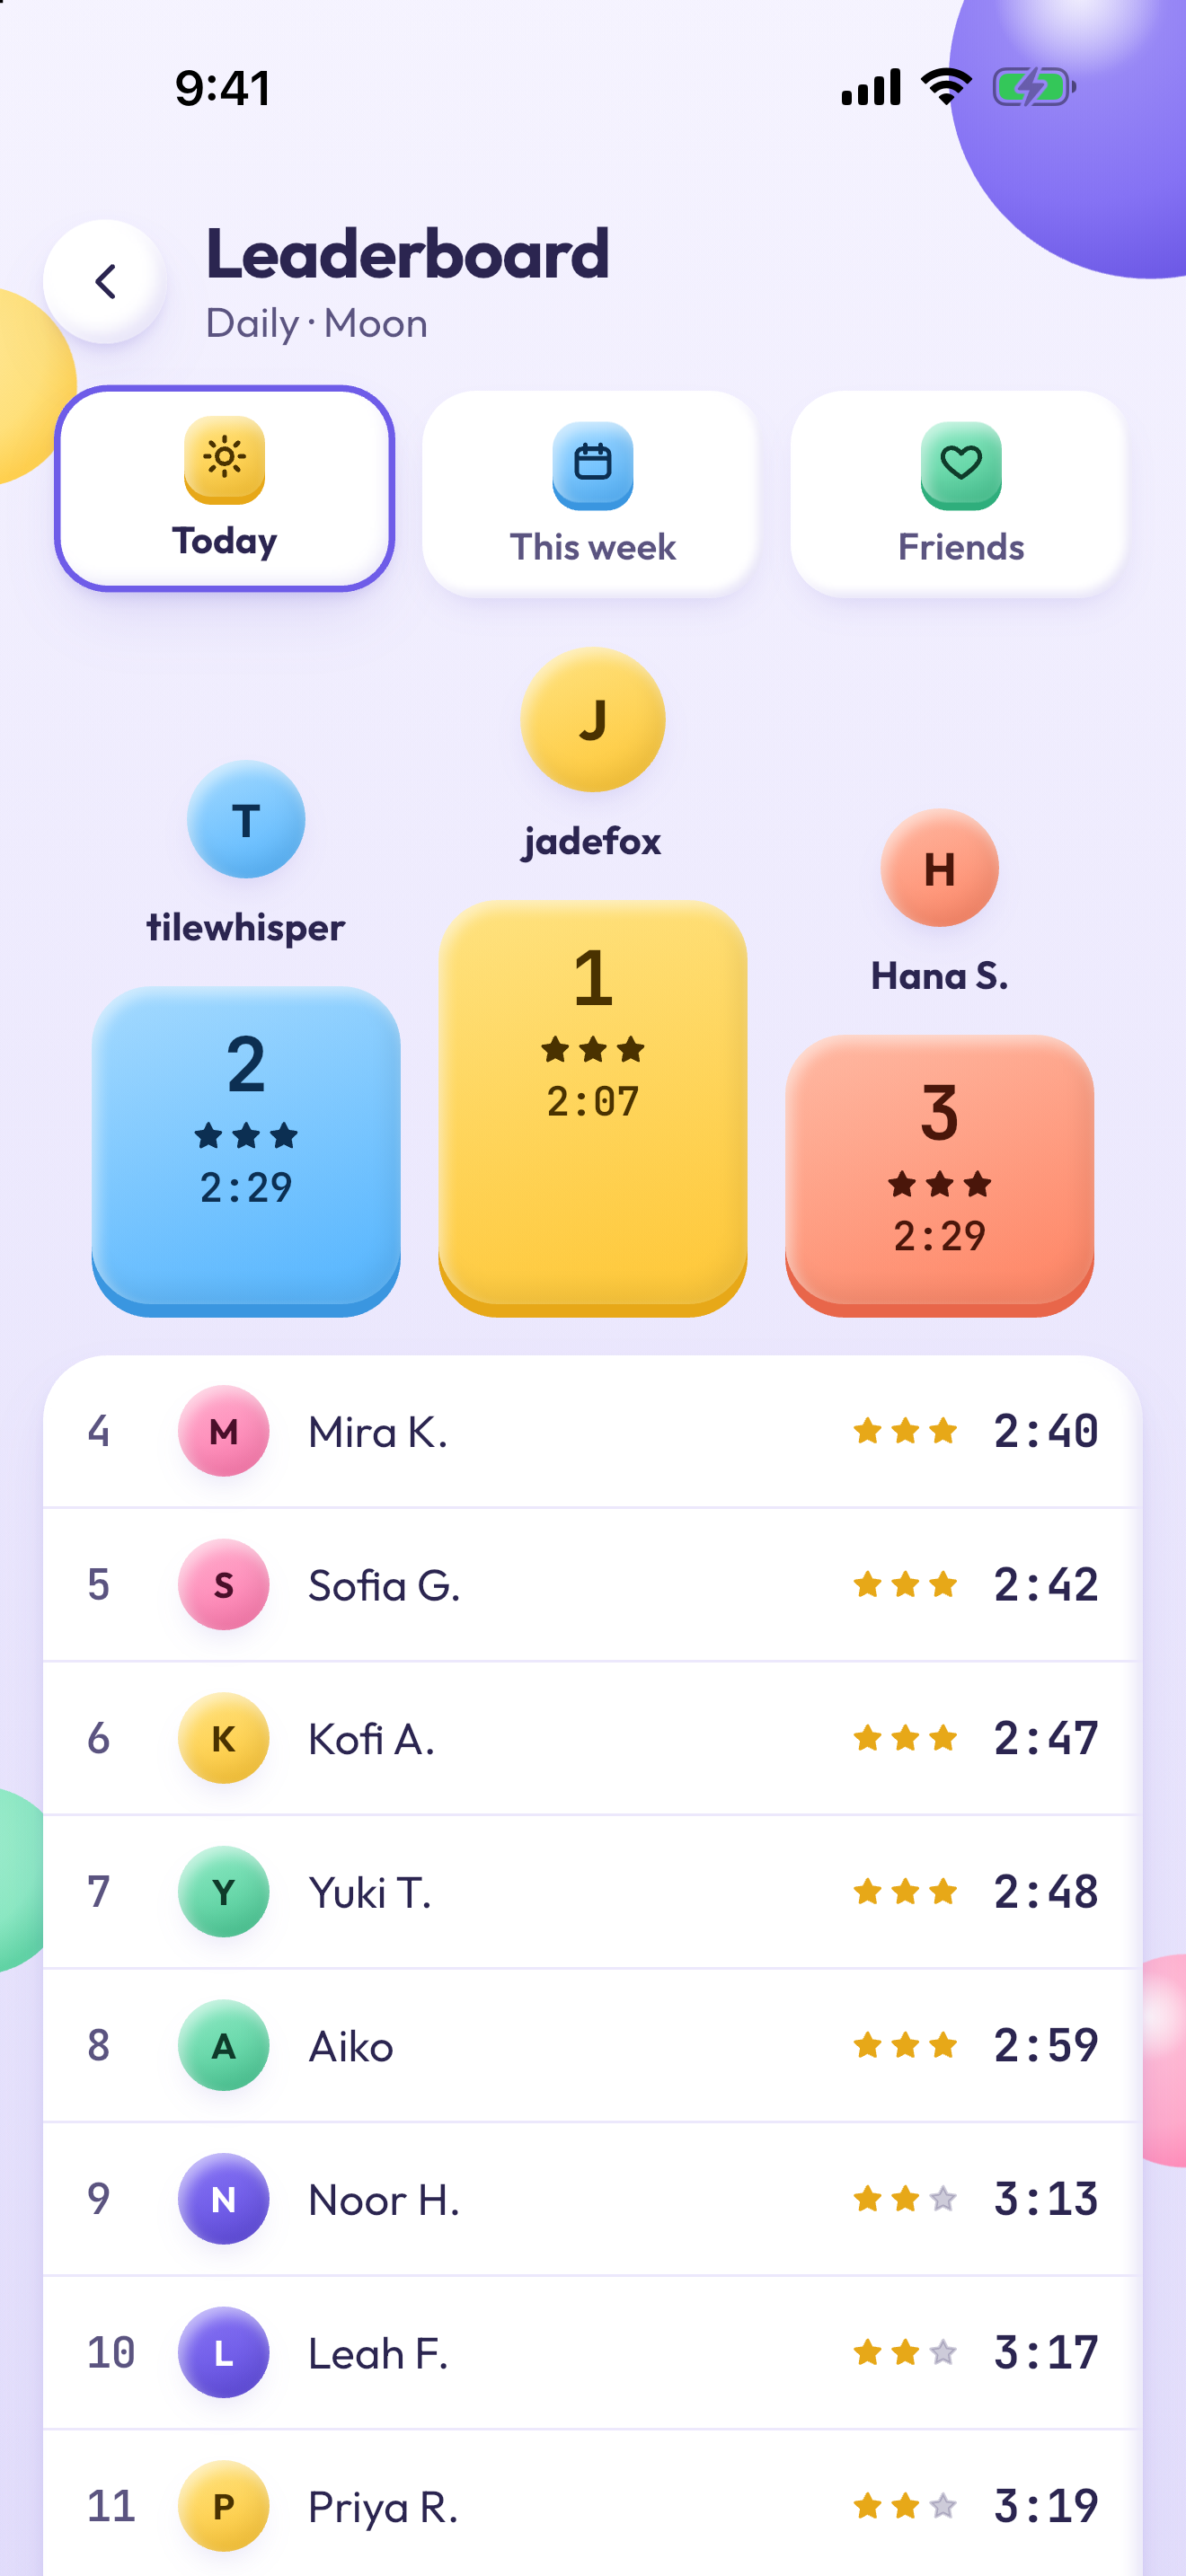 9:41
Leaderboard
Daily · Moon
Today
This week
Friends
J
jadefox
T
tilewhisper
H
Hana S.
1
2:07
2
2:29
3
2:29
4 M Mira K. 2:40
5 S Sofia G. 2:42
6 K Kofi A. 2:47
7 Y Yuki T. 2:48
8 A Aiko 2:59
9 N Noor H. 3:13
10 L Leah F. 3:17
11 P Priya R. 3:19